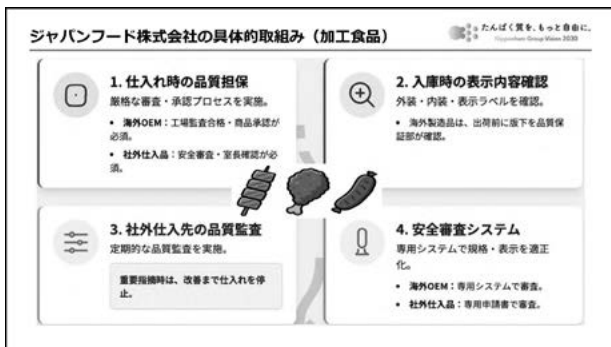 ジャパンフード株式会社の具体的取組み（加工食品）
たんぱく質を、もっと自由に。
Nipponham Group Vision 2030
1. 仕入れ時の品質担保
厳格な審査・承認プロセスを実施。
• 海外OEM：工場監査合格・商品承認が
必須。
• 社外仕入品：安全審査・室長確認が必
須。
2. 入庫時の表示内容確認
外装・内装・表示ラベルを確認。
• 海外製造品は、出荷前に版下を品質保
証部が確認。
3. 社外仕入先の品質監査
定期的な品質監査を実施。
重要指摘時は、改善まで仕入れを停
止。
4. 安全審査システム
専用システムで規格・表示を適正
化。
• 海外OEM：専用システムで審査。
• 社外仕入品：専用申請書で審査。